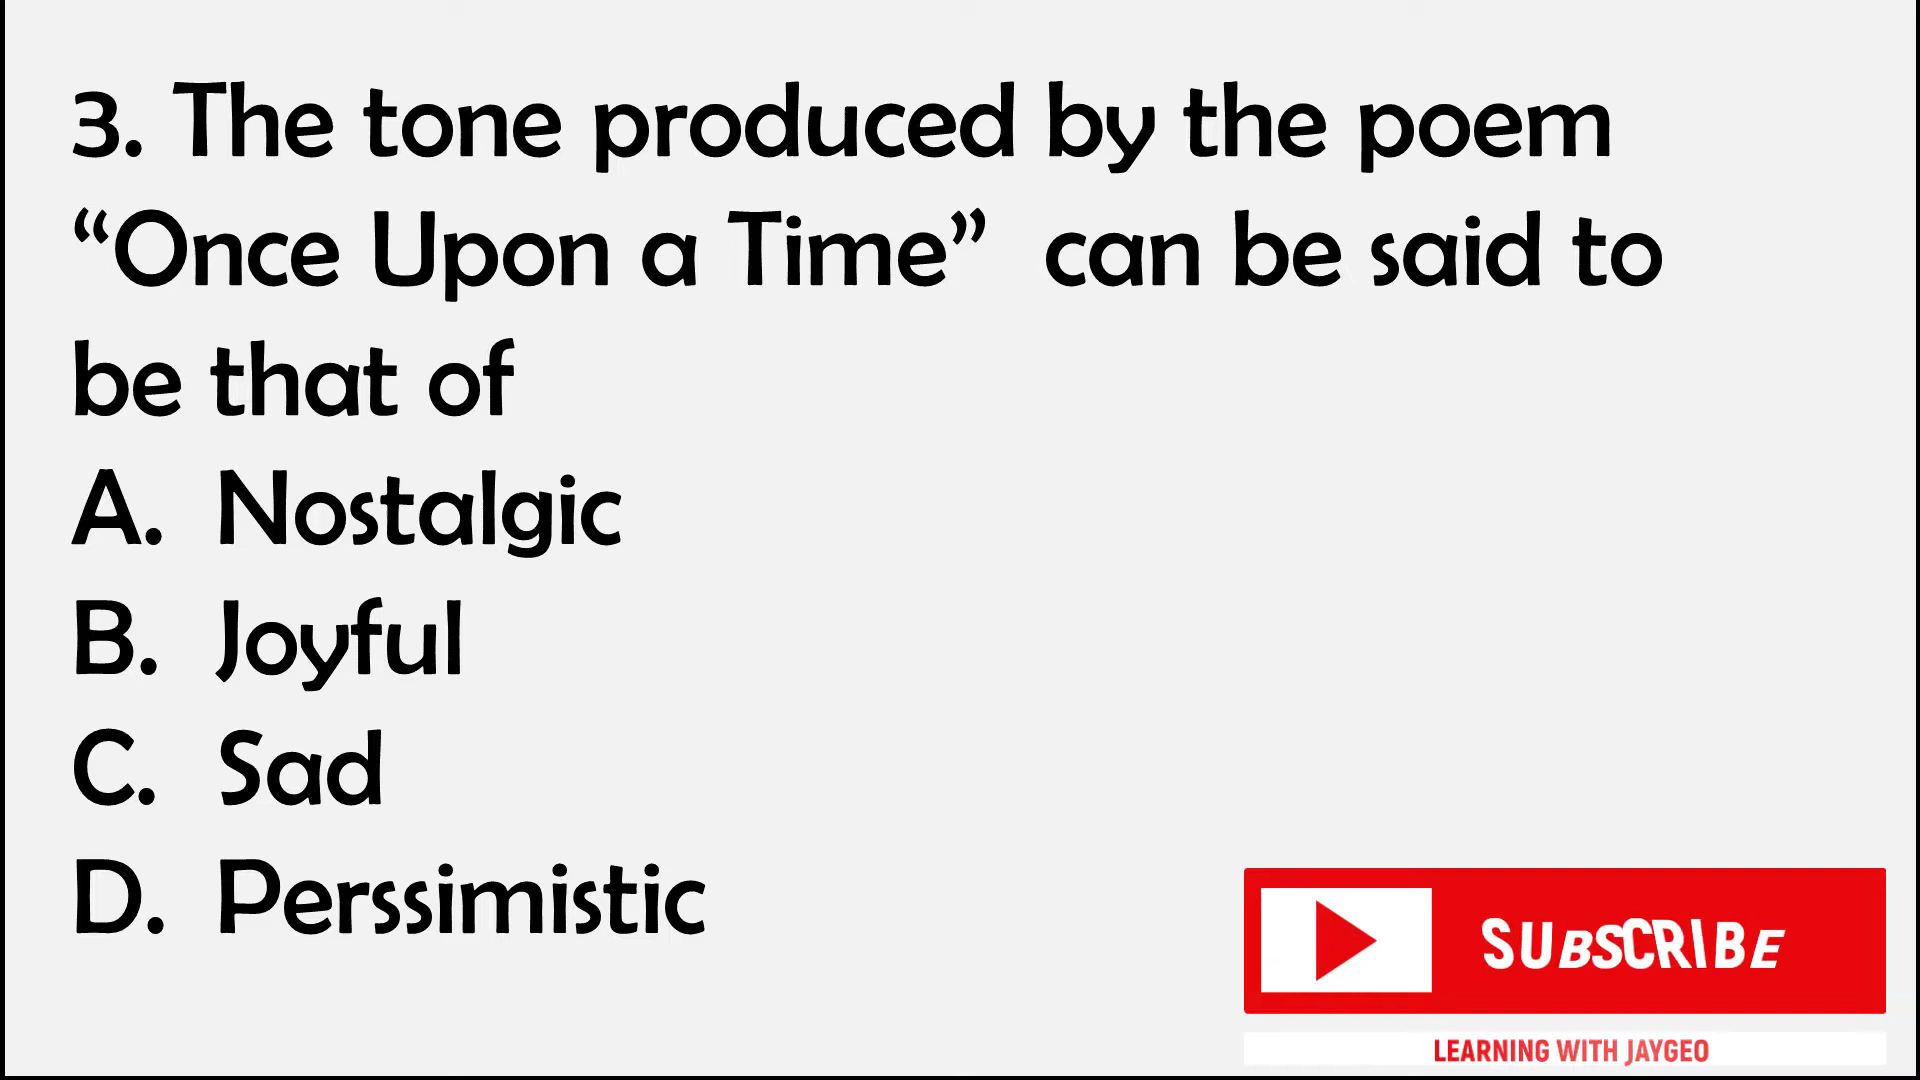 3. The tone produced by the poem
“Once Upon a Time” can be said to
be that of
A. Nostalgic
B. Joyful
C. Sad
D. Perssimistic
SUBSCRIBE
LEARNING WITH JAYGEO